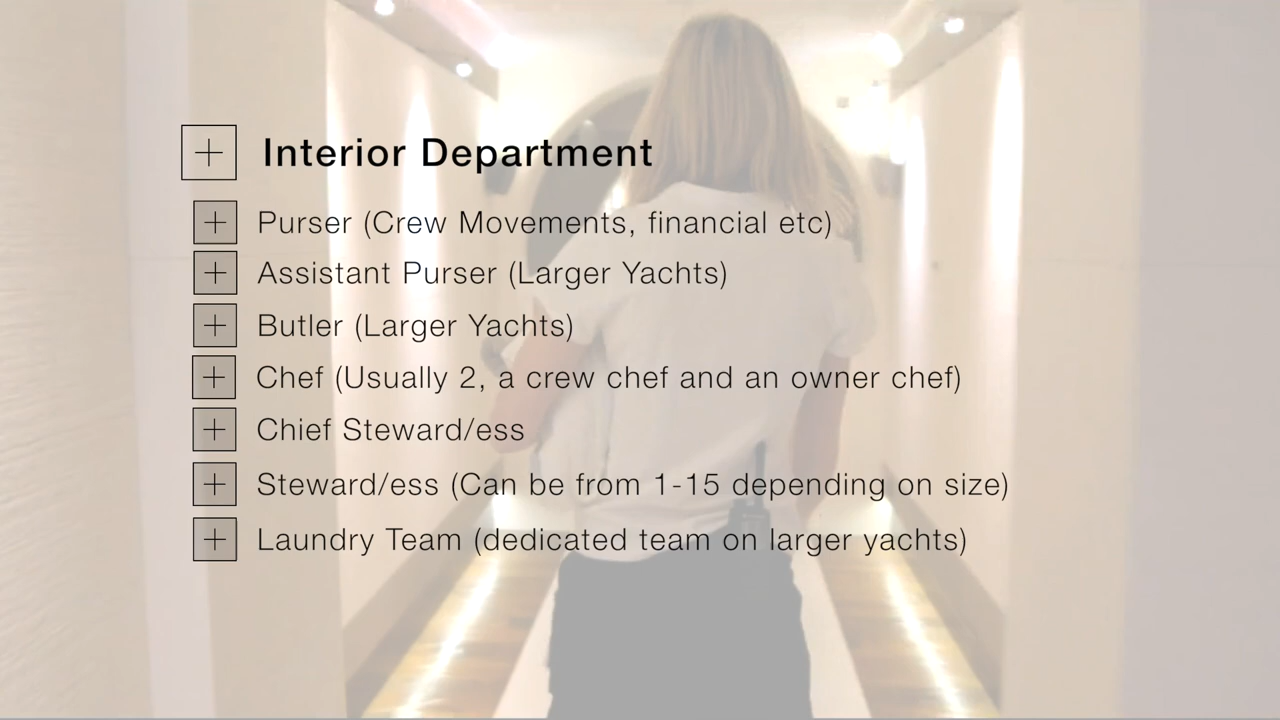 Interior Department
Purser (Crew Movements, financial etc)
Assistant Purser (Larger Yachts)
Butler (Larger Yachts)
Chef (Usually 2, a crew chef and an owner chef)
Chief Steward/ess
Steward/ess (Can be from 1-15 depending on size)
Laundry Team (dedicated team on larger yachts)